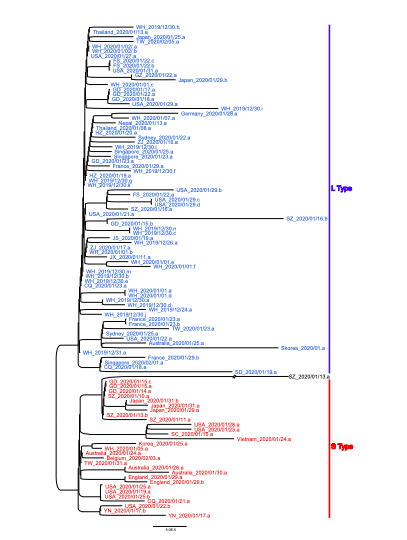 WH_2019/12/30.h
Thailand_2020/01/13.a
Japan_2020/01/25.a
TW_2020/02/05.a
WH_2020/01/02.a
WH_2020/01/02.b
USA_2020/01/27.a
FS_2020/01/22.c
FS_2020/01/22.b
USA_2020/01/31.a
GZ_2020/01/22.a
Japan_2020/01/29.b
WH_2020/01/01.c
GD_2020/01/17.a
GD_2020/01/22.a
GD_2020/01/18.a
USA_2020/01/29.a
WH_2019/12/30.i
Germany_2020/01/28.a
WH_2020/01/07.a
Nepal_2020/01/13.a
Thailand_2020/01/08.a
HZ_2020/01/20.a
Sydney_2020/01/22.a
ZJ_2020/01/16.a
WH_2019/12/30.j
Singapore_2020/01/25.a
Singapore_2020/01/23.a
GD_2020/01/23.a
France_2020/01/29.a
WH_2019/12/30.f
HZ_2020/01/19.a
WH_2019/12/30.g
WH_2019/12/30.k
USA_2020/01/29.b
FS_2020/01/22.a
USA_2020/01/29.c
USA_2020/01/29.d
SZ_2020/01/16.a
USA_2020/01/21.a
SZ_2020/01/16.b
GD_2020/01/15.b
WH_2019/12/30.n
WH_2019/12/30.c
JS_2020/01/19.a
WH_2019/12/26.a
ZJ_2020/01/17.a
WH_2020/01/01.b
JX_2020/01/11.a
WH_2020/01/01.e
WH_2020/01/01.f
WH_2019/12/30.m
WH_2019/12/30.b
WH_2019/12/30.e
CQ_2020/01/23.a
WH_2020/01/01.a
WH_2020/01/01.d
WH_2019/12/30.a
WH_2019/12/30.d
WH_2019/12/24.a
WH_2019/12/30.l
France_2020/01/23.a
France_2020/01/23.b
TW_2020/01/23.a
Sydney_2020/01/25.a
USA_2020/01/22.a
Australia_2020/01/25.a
Skorea_2020/01.a
WH_2019/12/31.a
France_2020/01/29.b
Singapore_2020/02/01.a
CQ_2020/01/18.a
SD_2020/01/19.a
SZ_2020/01/13.a
GD_2020/01/15.c
GD_2020/01/15.a
GD_2020/01/14.a
SZ_2020/01/10.a
Japan_2020/01/31.b
Japan_2020/01/31.a
Japan_2020/01/29.a
SZ_2020/01/13.b
SZ_2020/01/11.a
USA_2020/01/28.a
USA_2020/01/23.a
SC_2020/01/15.a
Vietnam_2020/01/24.a
Korea_2020/01/25.a
WH_2020/01/05.a
Australia_2020/01/24.a
Belgium_2020/02/03.a
TW_2020/01/31.a
Australia_2020/01/28.a
Australia_2020/01/30.a
England_2020/01/29.a
England_2020/01/29.b
USA_2020/01/25.a
USA_2020/01/19.a
USA_2020/01/25.b
CQ_2020/01/21.a
USA_2020/01/22.b
YN_2020/01/17.b
YN_2020/01/17.a
L Type
S Type